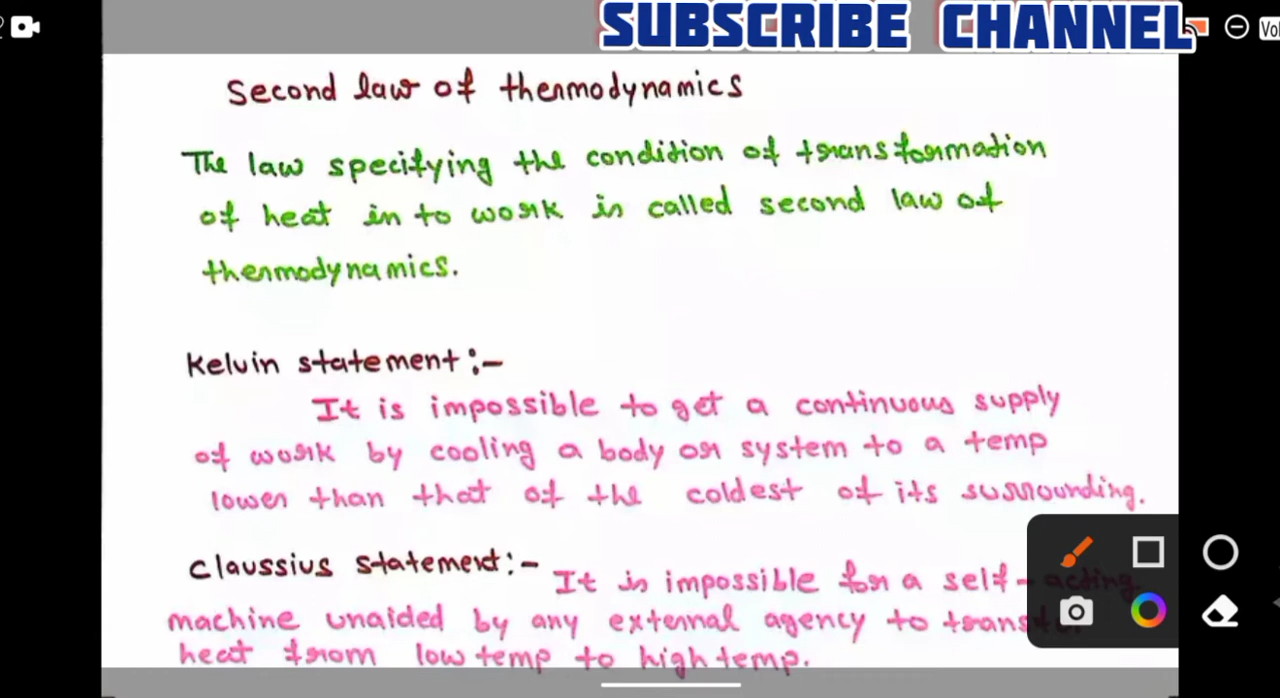 SUBSCRIBE CHANNEL
Second law of thermodynamics
The law specifying the condition of transformation
of heat in to work is called second law of
thermodynamics.
Kelvin statement:-
It is impossible to get a continuous supply
of work by cooling a body or system to a temp
lower than that of the coldest of its surrounding.
Claussius statement:-
It is impossible for a self-acting
machine unaided by any external agency to transfer
heat from low temp to high temp.